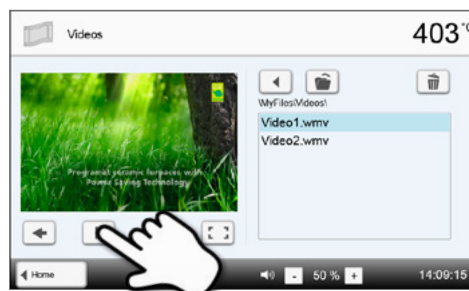 Videos
403°C
\MyFiles\Videos\
Video1.wmv
Video2.wmv
Programat ceramic furnaces with
Power Saving Technology
Home
- 50 % +
14:09:15